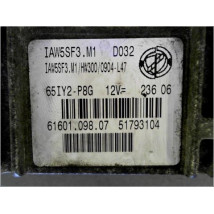 IAW5SF3.M1 D032
IAW5SF3.M1/HW300/0904-L47
65IY2-P8G 12V= 236 06
61601.098.07 51793104